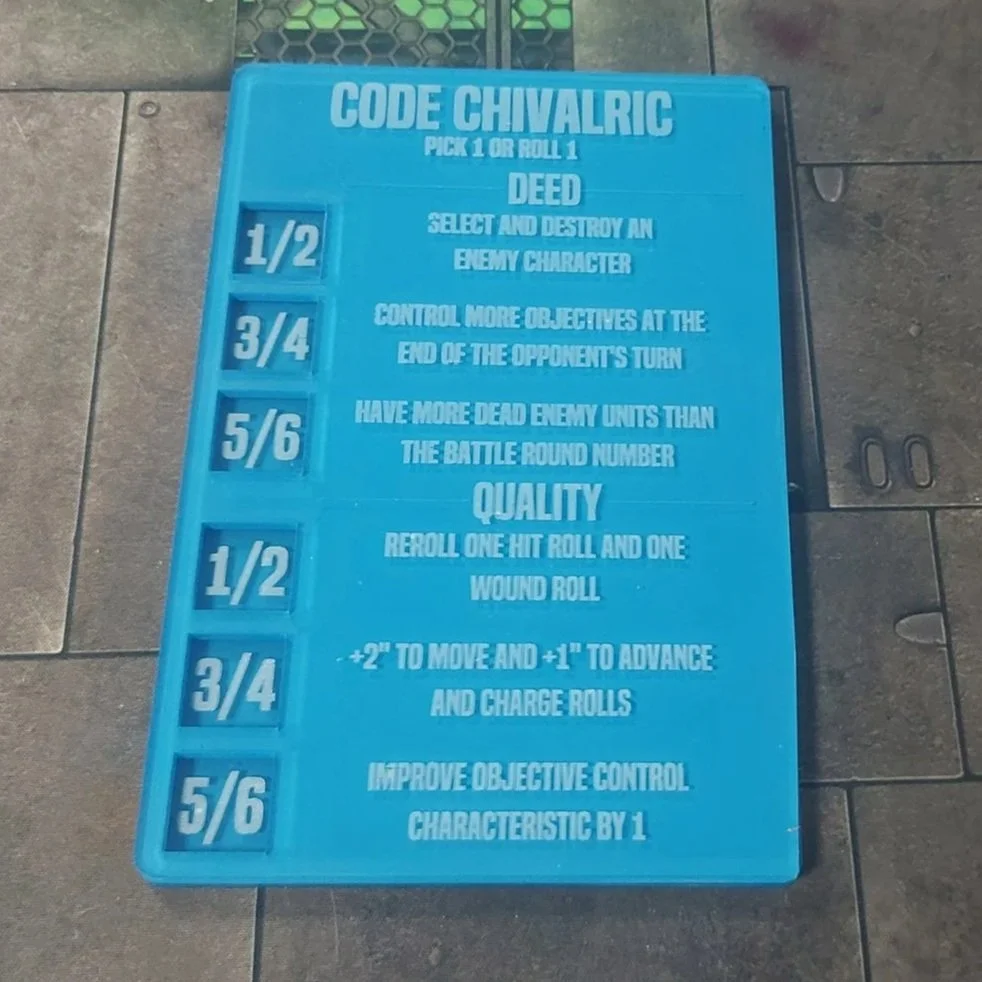 CODE CHIVALRIC
PICK 1 OR ROLL 1
DEED
1/2
SELECT AND DESTROY AN
ENEMY CHARACTER
3/4
CONTROL MORE OBJECTIVES AT THE
END OF THE OPPONENT'S TURN
5/6
HAVE MORE DEAD ENEMY UNITS THAN
THE BATTLE ROUND NUMBER
QUALITY
1/2
REROLL ONE HIT ROLL AND ONE
WOUND ROLL
3/4
+2" TO MOVE AND +1" TO ADVANCE
AND CHARGE ROLLS
5/6
IMPROVE OBJECTIVE CONTROL
CHARACTERISTIC BY 1